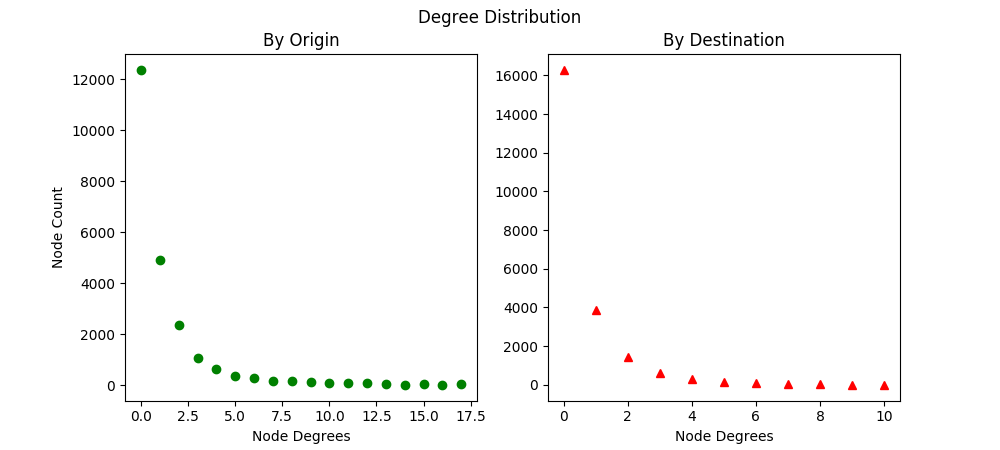 Degree Distribution
By Origin
12000
10000
8000
6000
4000
2000
0
Node Count
0.0 2.5 5.0 7.5 10.0 12.5 15.0 17.5
Node Degrees
By Destination
16000
14000
12000
10000
8000
6000
4000
2000
0
0 2 4 6 8 10
Node Degrees